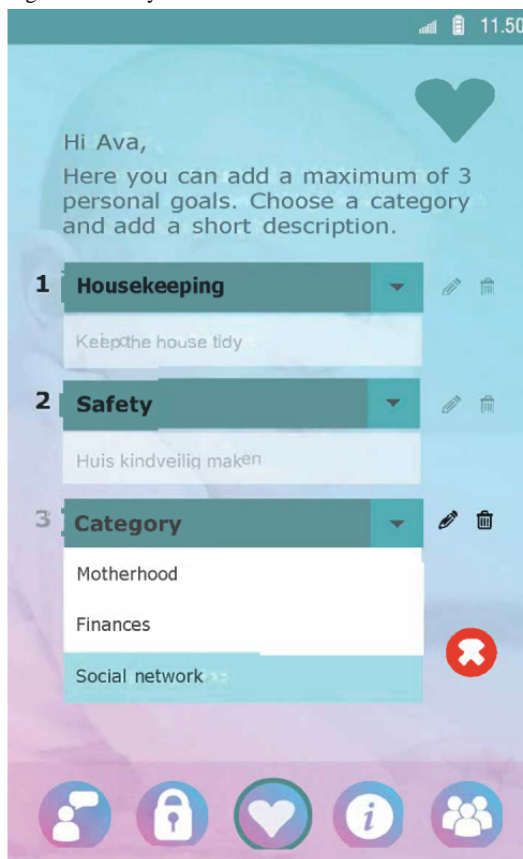 11.50
Hi Ava,
Here you can add a maximum of 3
personal goals. Choose a category
and add a short description.
1 Housekeeping
Keep the house tidy
2 Safety
Huis kindveilig maken
3 Category
Motherhood
Finances
Social network
i